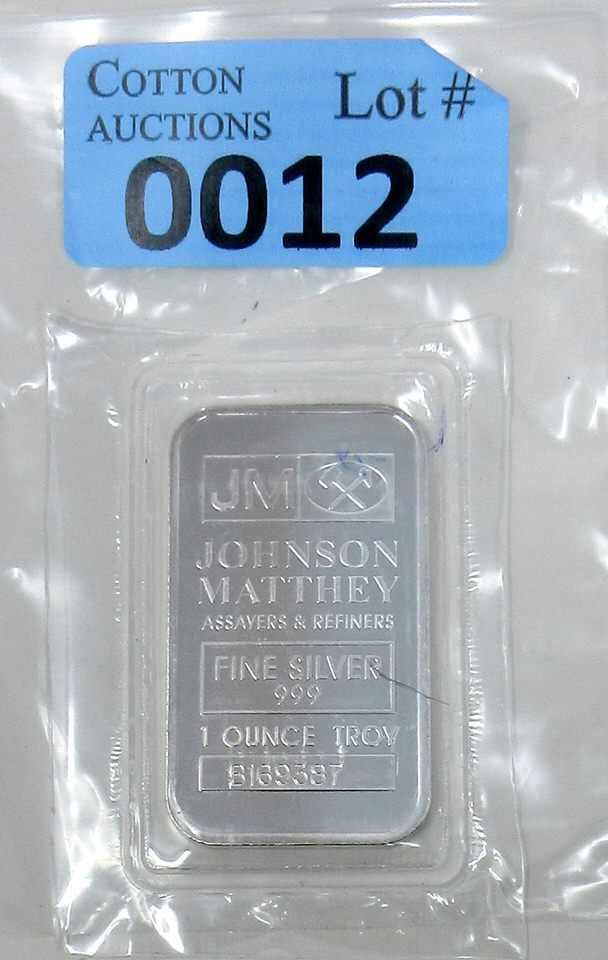 COTTON
AUCTIONS
Lot #
0012
JM
JOHNSON
MATTHEY
ASSAYERS & REFINERS
FINE SILVER
999
1 OUNCE TROY
B169387